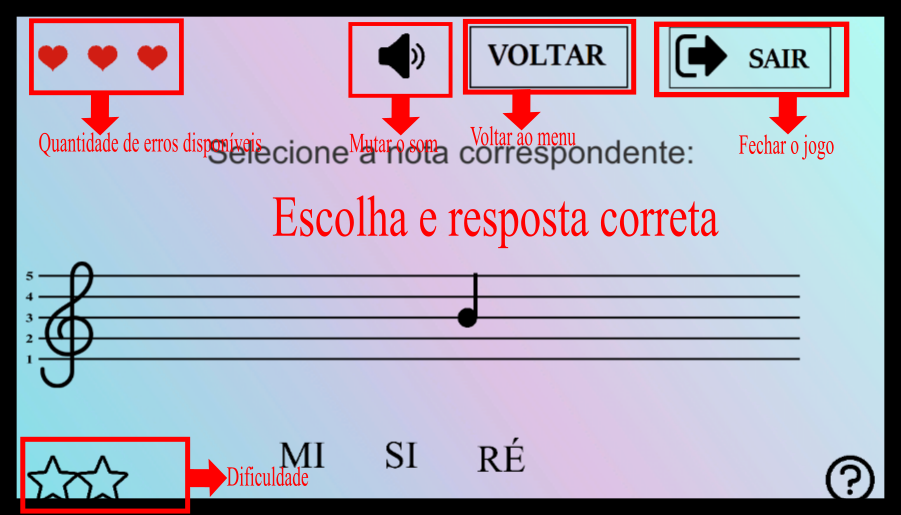 VOLTAR
SAIR
Quantidade de erros disponíveis
Mutar o som
Voltar ao menu
Fechar o jogo
Selecione a nota correspondente:
Escolha e resposta correta
5
4
3
2
1
MI SI RÉ
Dificuldade
?